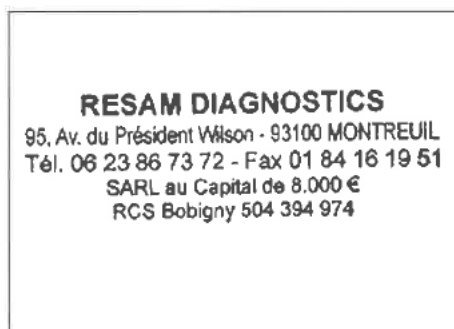 RESAM DIAGNOSTICS
95, Av. du Président Wilson - 93100 MONTREUIL
Tél. 06 23 86 73 72 - Fax 01 84 16 19 51
SARL au Capital de 8.000 €
RCS Bobigny 504 394 974